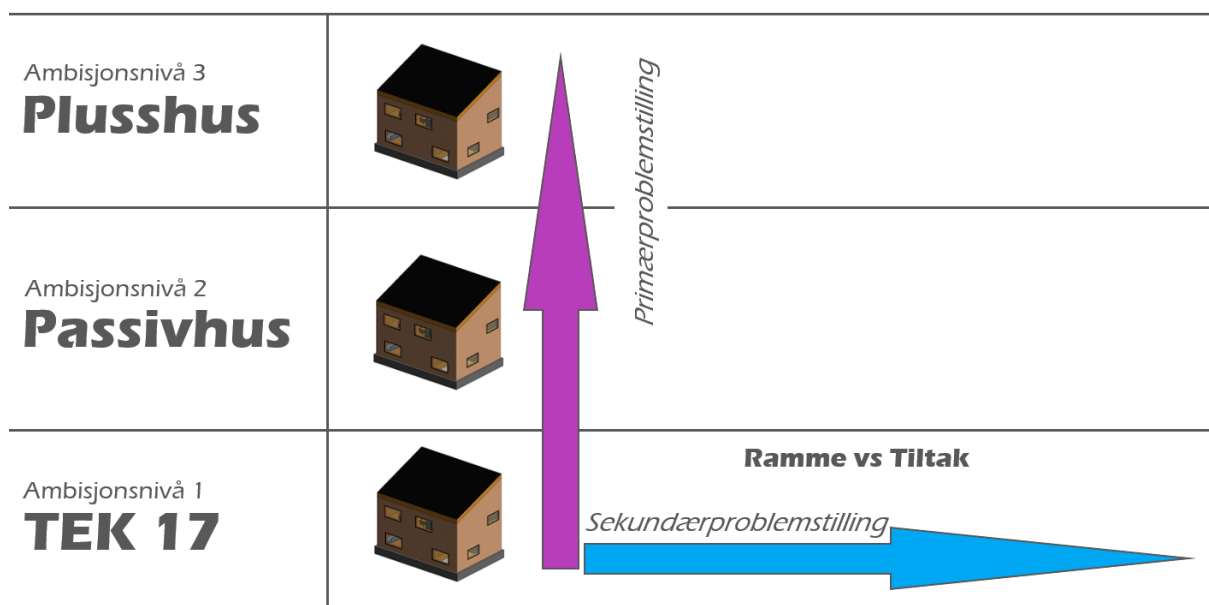 Ambisjonsnivå 3
Plusshus
Primærproblemstilling
Ambisjonsnivå 2
Passivhus
Ramme vs Tiltak
Ambisjonsnivå 1
TEK 17
Sekundærproblemstilling